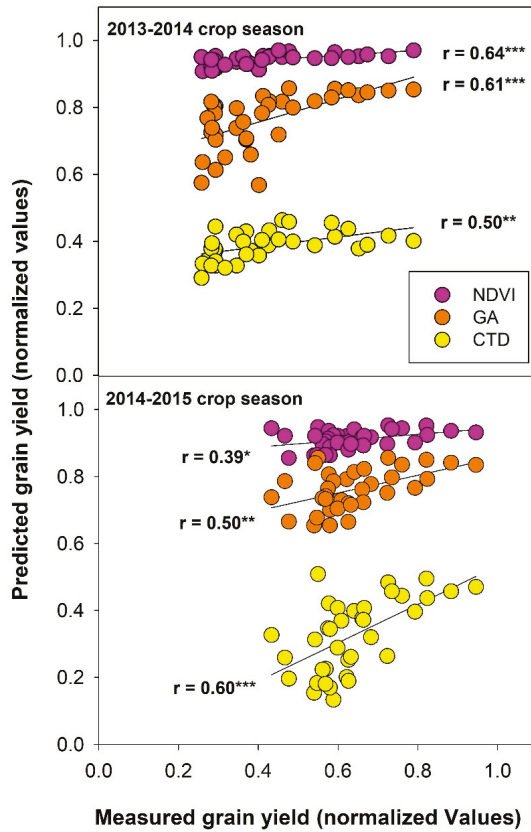 2013-2014 crop season
1.0
r = 0.64***
r = 0.61***
0.8
0.6
r = 0.50**
0.4
NDVI
GA
CTD
0.2
0.0
2014-2015 crop season
1.0
r = 0.39*
0.8
r = 0.50**
0.6
0.4
0.2
r = 0.60***
0.0
0.0 0.2 0.4 0.6 0.8 1.0
Measured grain yield (normalized Values)
Predicted grain yield (normalized values)